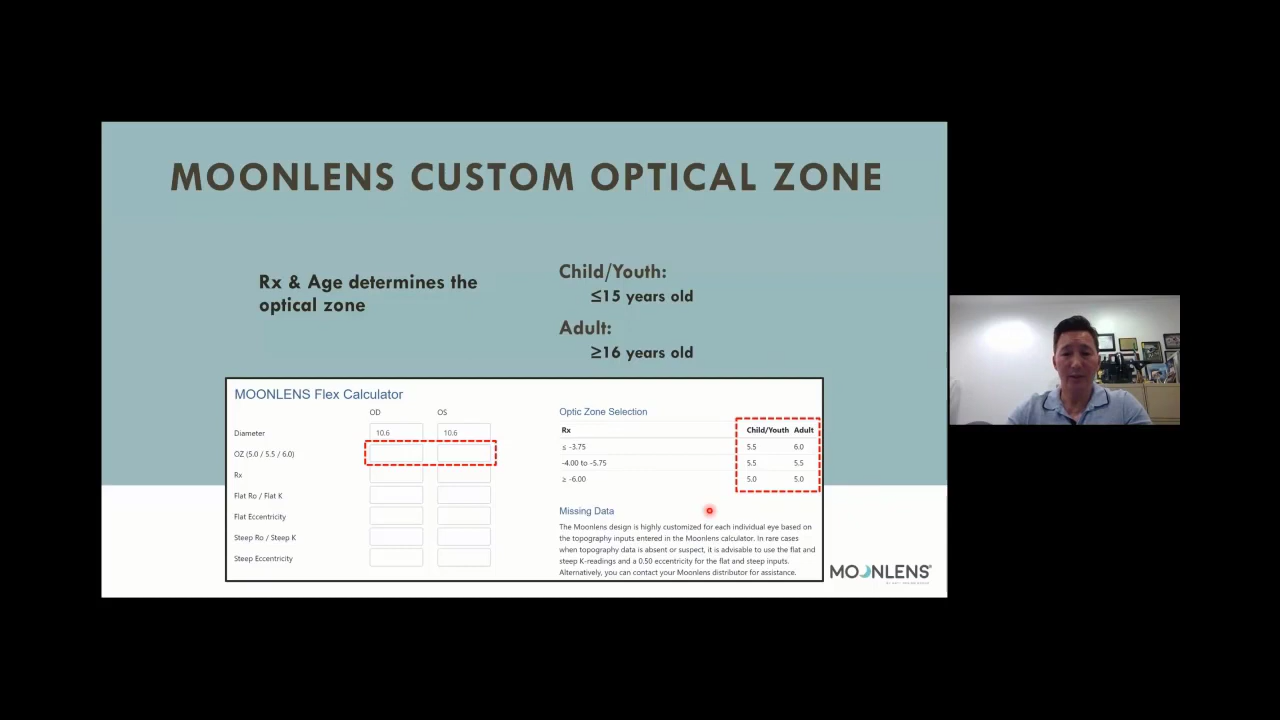 MOONLENS CUSTOM OPTICAL ZONE
Rx & Age determines the
optical zone
Child/Youth:
≤15 years old
Adult:
≥16 years old
MOONLENS Flex Calculator
OD OS
Diameter 10.6 10.6
OZ (5.0 / 5.5 / 6.0)
Rx
Flat Ro / Flat K
Flat Eccentricity
Steep Ro / Steep K
Steep Eccentricity
Optic Zone Selection
Rx Child/Youth Adult
≤ -3.75 5.5 6.0
-4.00 to -5.75 5.5 5.5
≥ -6.00 5.0 5.0
Missing Data
The Moonlens design is highly customized for each individual eye based on
the topography inputs entered in the Moonlens calculator. In rare cases
when topography data is absent or suspect, it is advisable to use the flat and
steep K-readings and a 0.50 eccentricity for the flat and steep inputs.
Alternatively, you can contact your Moonlens distributor for assistance.
MOONLENS®